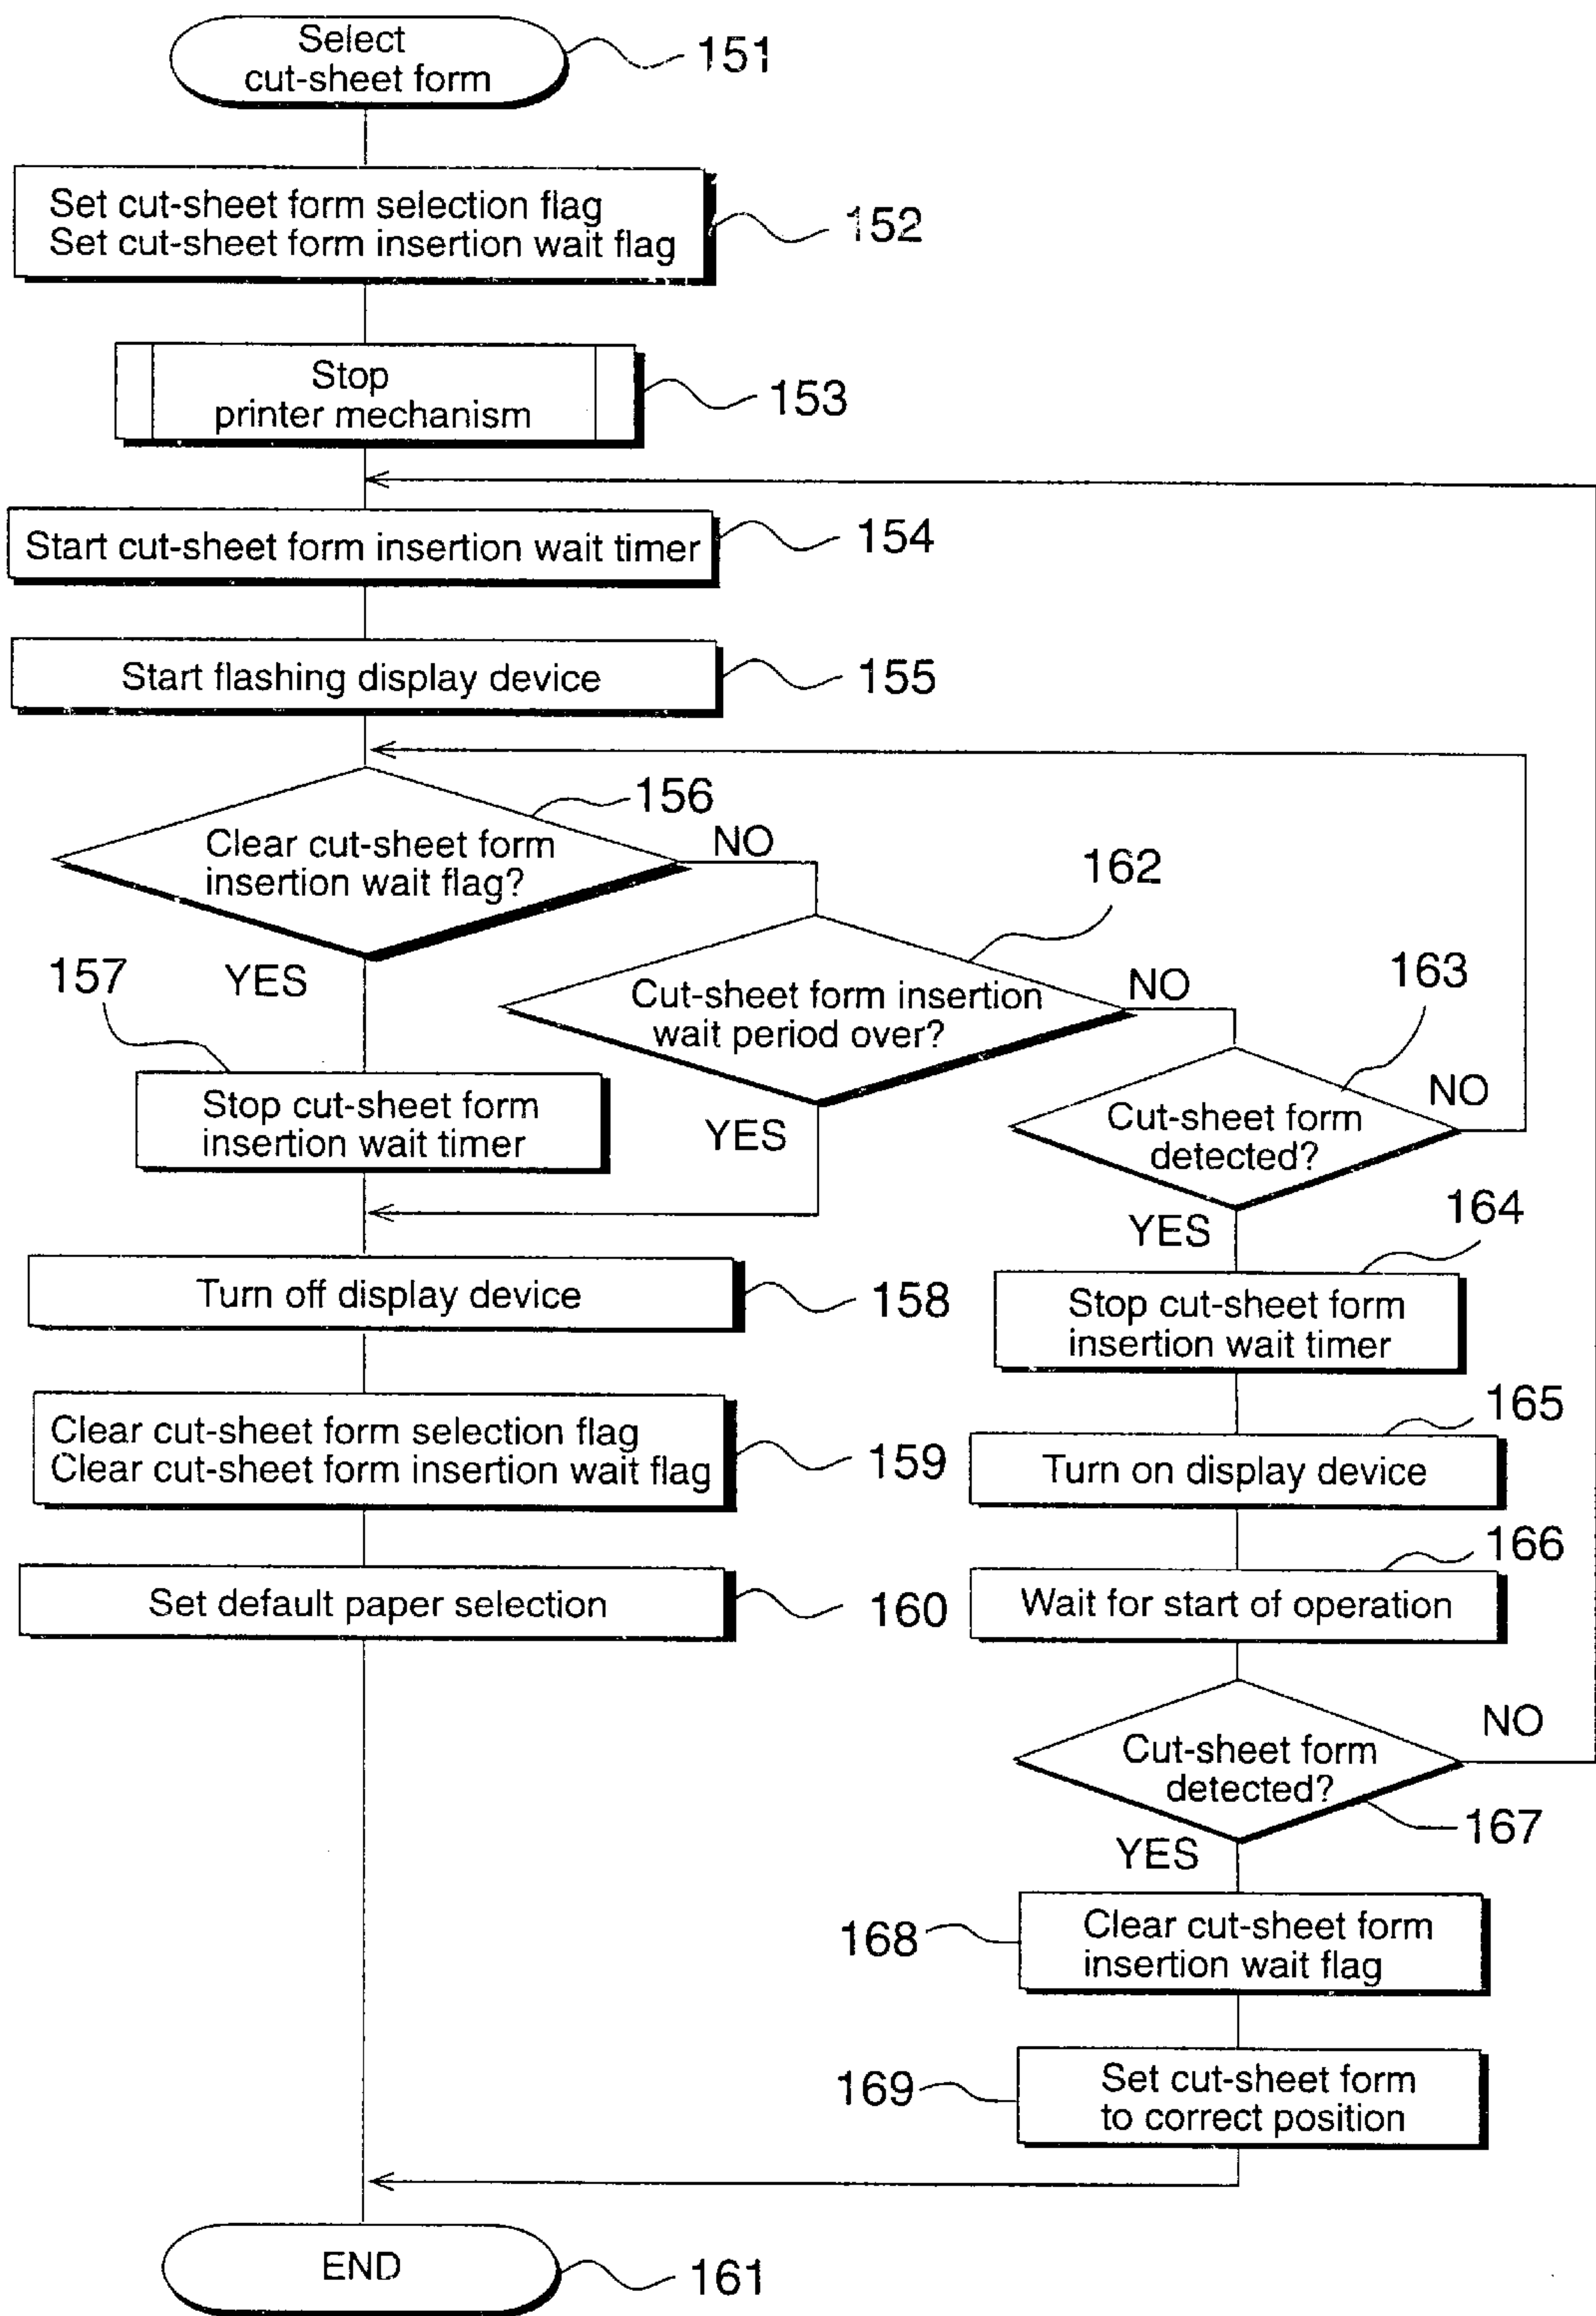 Select
cut-sheet form
151
Set cut-sheet form selection flag
Set cut-sheet form insertion wait flag
152
Stop
printer mechanism
153
Start cut-sheet form insertion wait timer
154
Start flashing display device
155
156
Clear cut-sheet form
insertion wait flag?
NO
YES
162
Cut-sheet form insertion
wait period over?
NO
YES
163
Cut-sheet form
detected?
NO
YES
157
Stop cut-sheet form
insertion wait timer
164
Stop cut-sheet form
insertion wait timer
Turn off display device
158
165
Turn on display device
Clear cut-sheet form selection flag
Clear cut-sheet form insertion wait flag
159
166
Wait for start of operation
Set default paper selection
160
Cut-sheet form
detected?
NO
167
YES
168
Clear cut-sheet form
insertion wait flag
169
Set cut-sheet form
to correct position
END
161